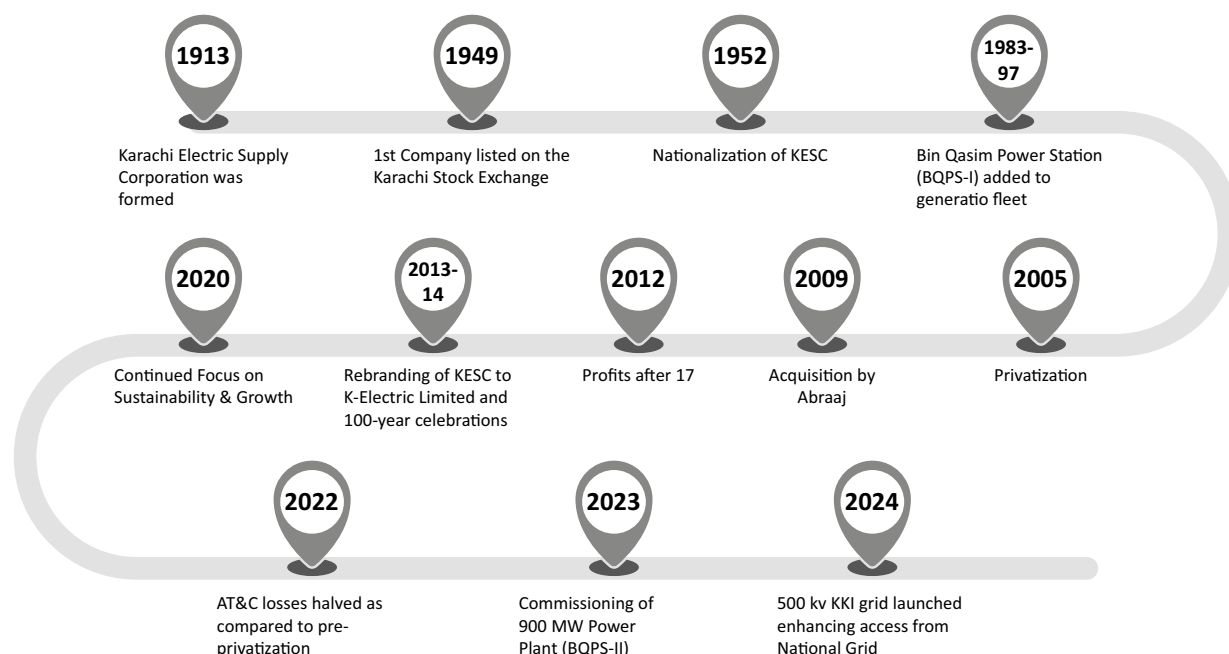 1913
Karachi Electric Supply
Corporation was
formed
1949
1st Company listed on the
Karachi Stock Exchange
1952
Nationalization of KESC
1983-
97
Bin Qasim Power Station
(BQPS-I) added to
generatio fleet
2005
Privatization
2009
Acquisition by
Abraaj
2012
Profits after 17
2013-
14
Rebranding of KESC to
K-Electric Limited and
100-year celebrations
2020
Continued Focus on
Sustainability & Growth
2022
AT&C losses halved as
compared to pre-
privatization
2023
Commissioning of
900 MW Power
Plant (BQPS-II)
2024
500 kv KKI grid launched
enhancing access from
National Grid